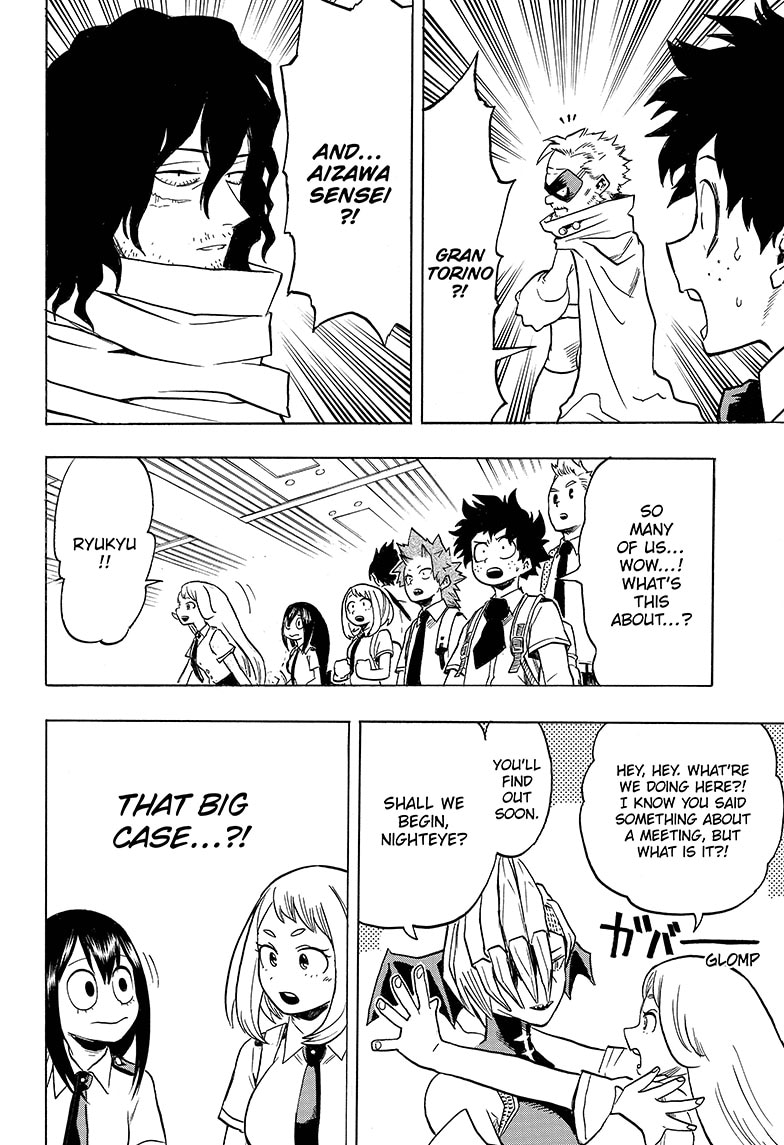 GRAN
TORINO
?!
AND...
AIZAWA
SENSEI
?!
SO
MANY
OF US...
WOW...!
WHAT'S
THIS
ABOUT...?
RYUKYU
!!
HEY, HEY. WHAT'RE
WE DOING HERE?!
I KNOW YOU SAID
SOMETHING ABOUT
A MEETING, BUT
WHAT IS IT?!
ガバーー
GLOMP
YOU'LL
FIND
OUT
SOON.
SHALL WE
BEGIN,
NIGHTEYE?
THAT BIG
CASE...?!